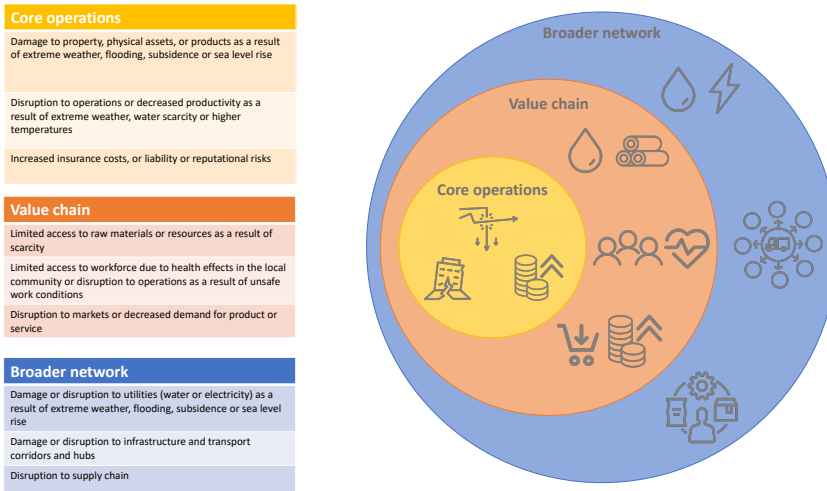 Core operations
Damage to property, physical assets, or products as a result
of extreme weather, flooding, subsidence or sea level rise
Disruption to operations or decreased productivity as a
result of extreme weather, water scarcity or higher
temperatures
Increased insurance costs, or liability or reputational risks
Value chain
Limited access to raw materials or resources as a result of
scarcity
Limited access to workforce due to health effects in the local
community or disruption to operations as a result of unsafe
work conditions
Disruption to markets or decreased demand for product or
service
Broader network
Damage or disruption to utilities (water or electricity) as a
result of extreme weather, flooding, subsidence or sea level
rise
Damage or disruption to infrastructure and transport
corridors and hubs
Disruption to supply chain
Broader network
Value chain
Core operations